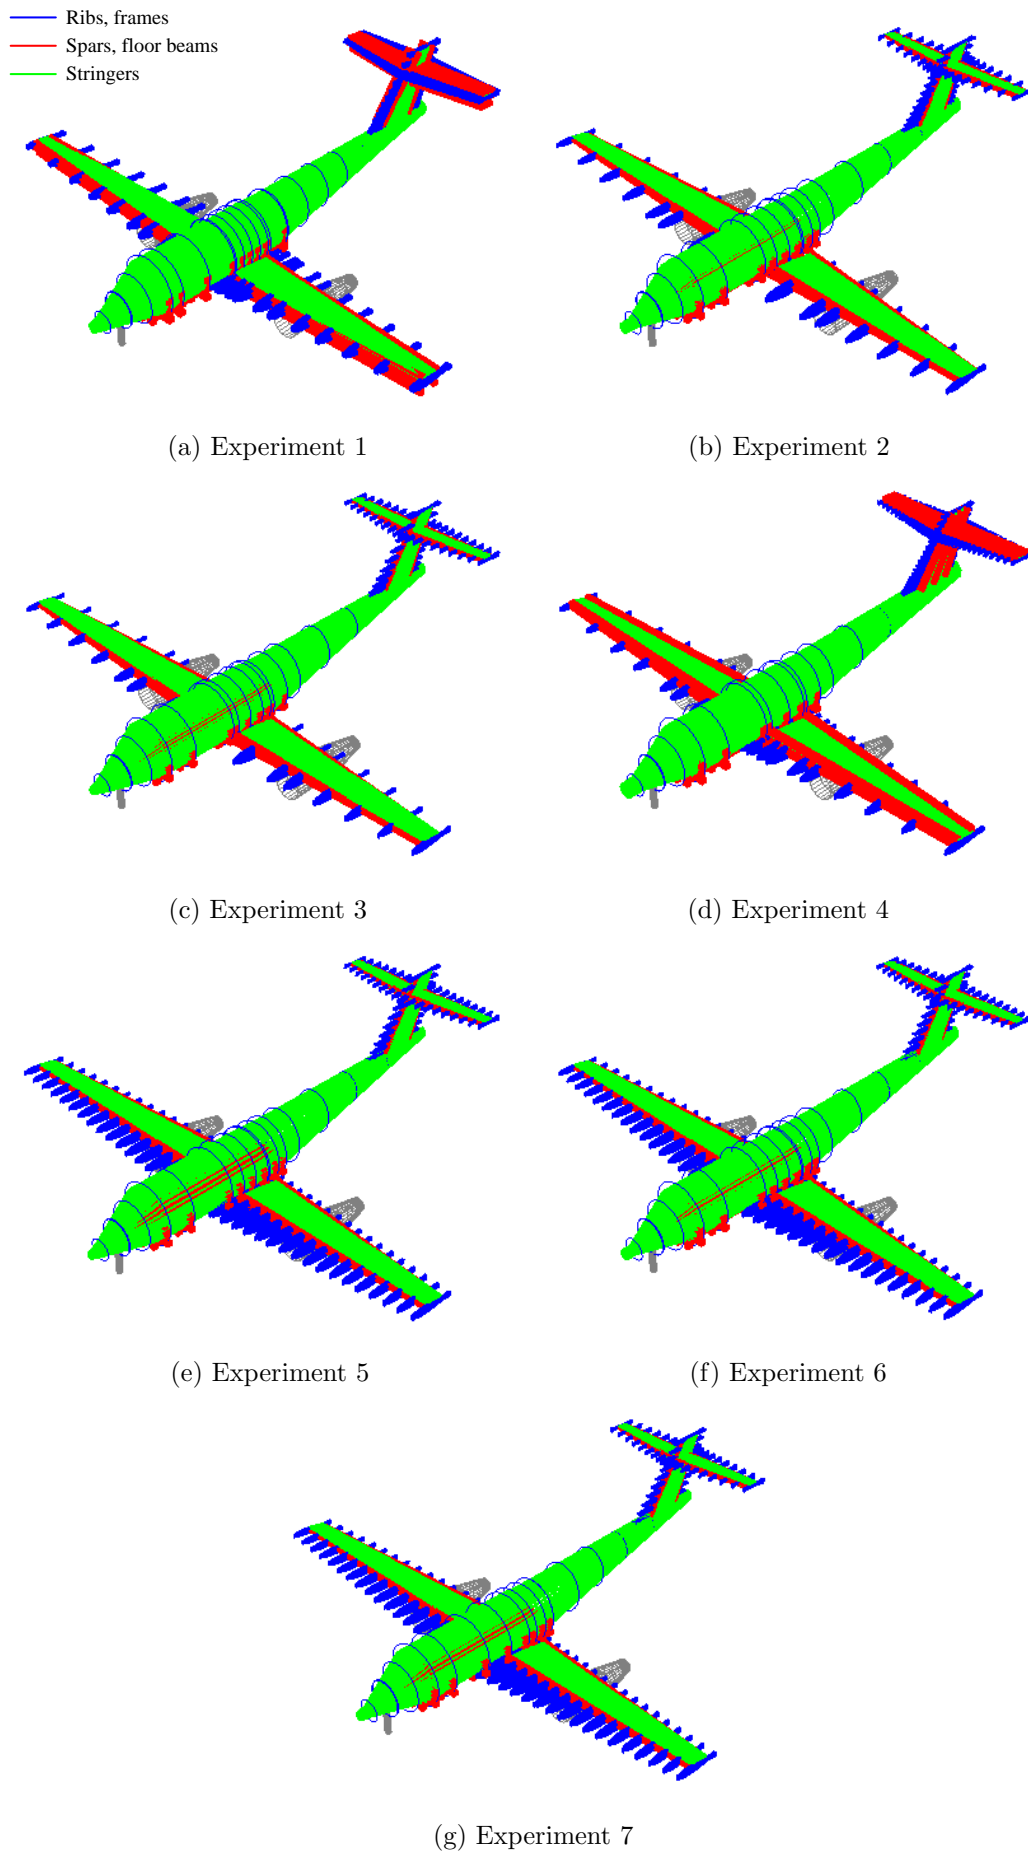 Ribs, frames
Spars, floor beams
Stringers
(a) Experiment 1
(b) Experiment 2
(c) Experiment 3
(d) Experiment 4
(e) Experiment 5
(f) Experiment 6
(g) Experiment 7